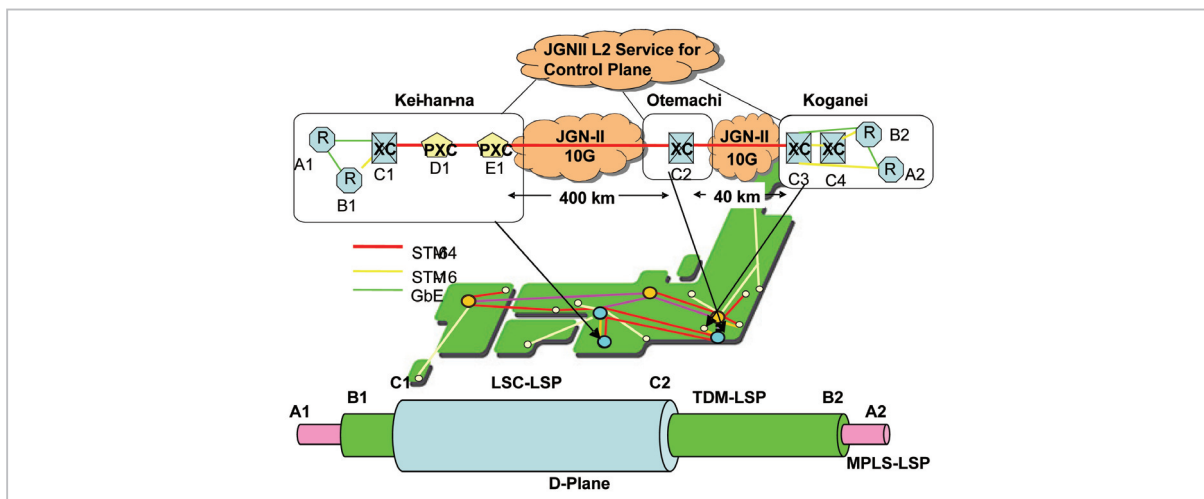 JGNII L2 Service for
Control Plane
Kei-han-na
Otemachi
Koganei
JGN-II
10G
JGN-II
10G
R
A1
R
B1
XC
C1
PXC
D1
PXC
E1
XC
C2
XC
C3
XC
C4
R
B2
R
A2
400 km
40 km
STM64
STM16
GbE
A1
B1
C1
LSC-LSP
C2
TDM-LSP
B2
A2
MPLS-LSP
D-Plane